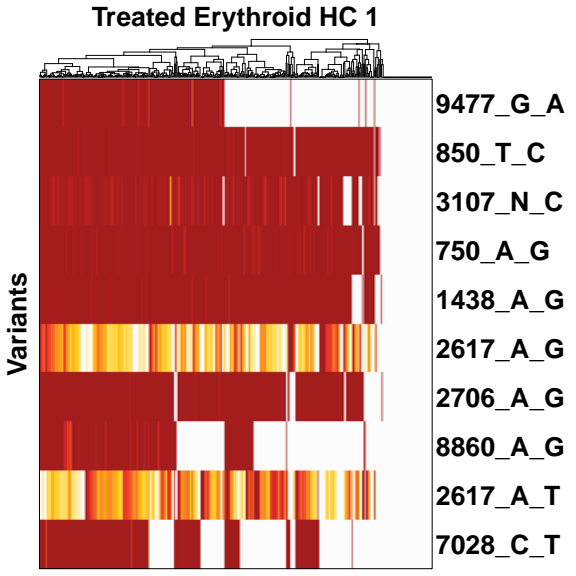 Treated Erythroid HC 1
Variants
9477_G_A
850_T_C
3107_N_C
750_A_G
1438_A_G
2617_A_G
2706_A_G
8860_A_G
2617_A_T
7028_C_T